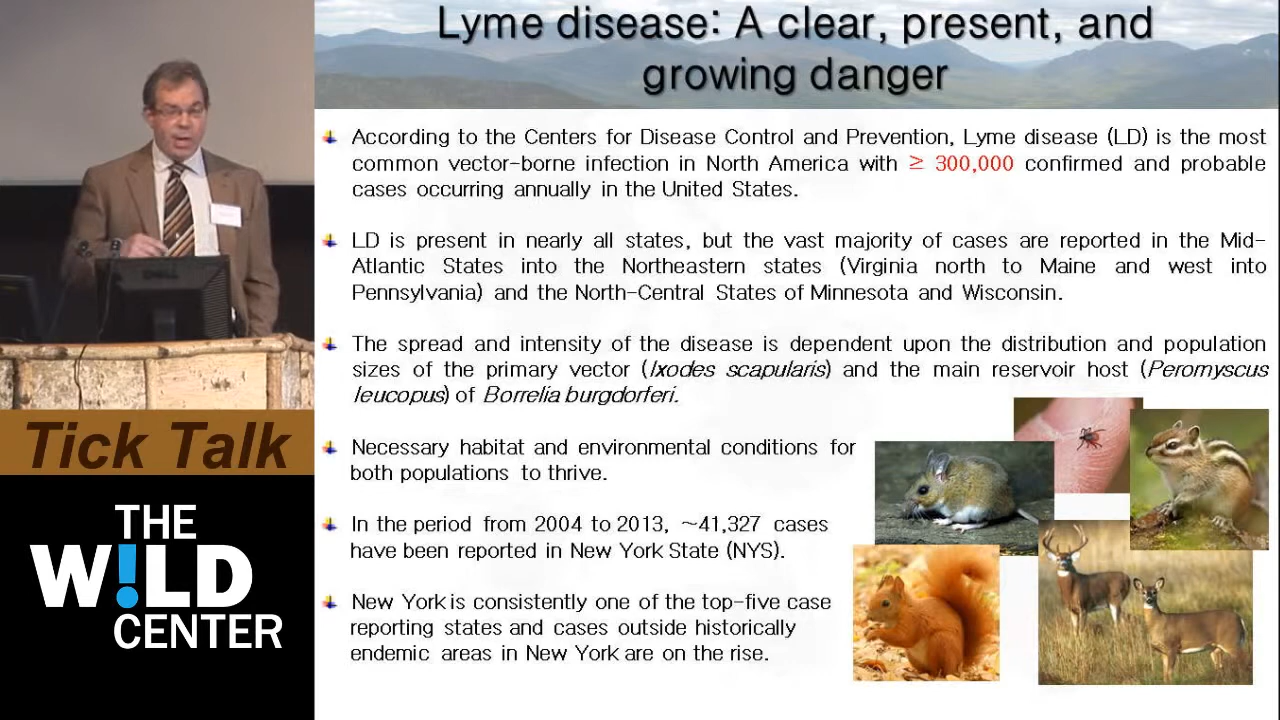 Lyme disease: A clear, present, and
growing danger
According to the Centers for Disease Control and Prevention, Lyme disease (LD) is the most
common vector-borne infection in North America with ≥ 300,000 confirmed and probable
cases occurring annually in the United States.
LD is present in nearly all states, but the vast majority of cases are reported in the Mid-
Atlantic States into the Northeastern states (Virginia north to Maine and west into
Pennsylvania) and the North-Central States of Minnesota and Wisconsin.
The spread and intensity of the disease is dependent upon the distribution and population
sizes of the primary vector (Ixodes scapularis) and the main reservoir host (Peromyscus
leucopus) of Borrelia burgdorferi.
Necessary habitat and environmental conditions for
both populations to thrive.
In the period from 2004 to 2013, ~41,327 cases
have been reported in New York State (NYS).
New York is consistently one of the top-five case
reporting states and cases outside historically
endemic areas in New York are on the rise.
Tick Talk
THE
W!LD
CENTER